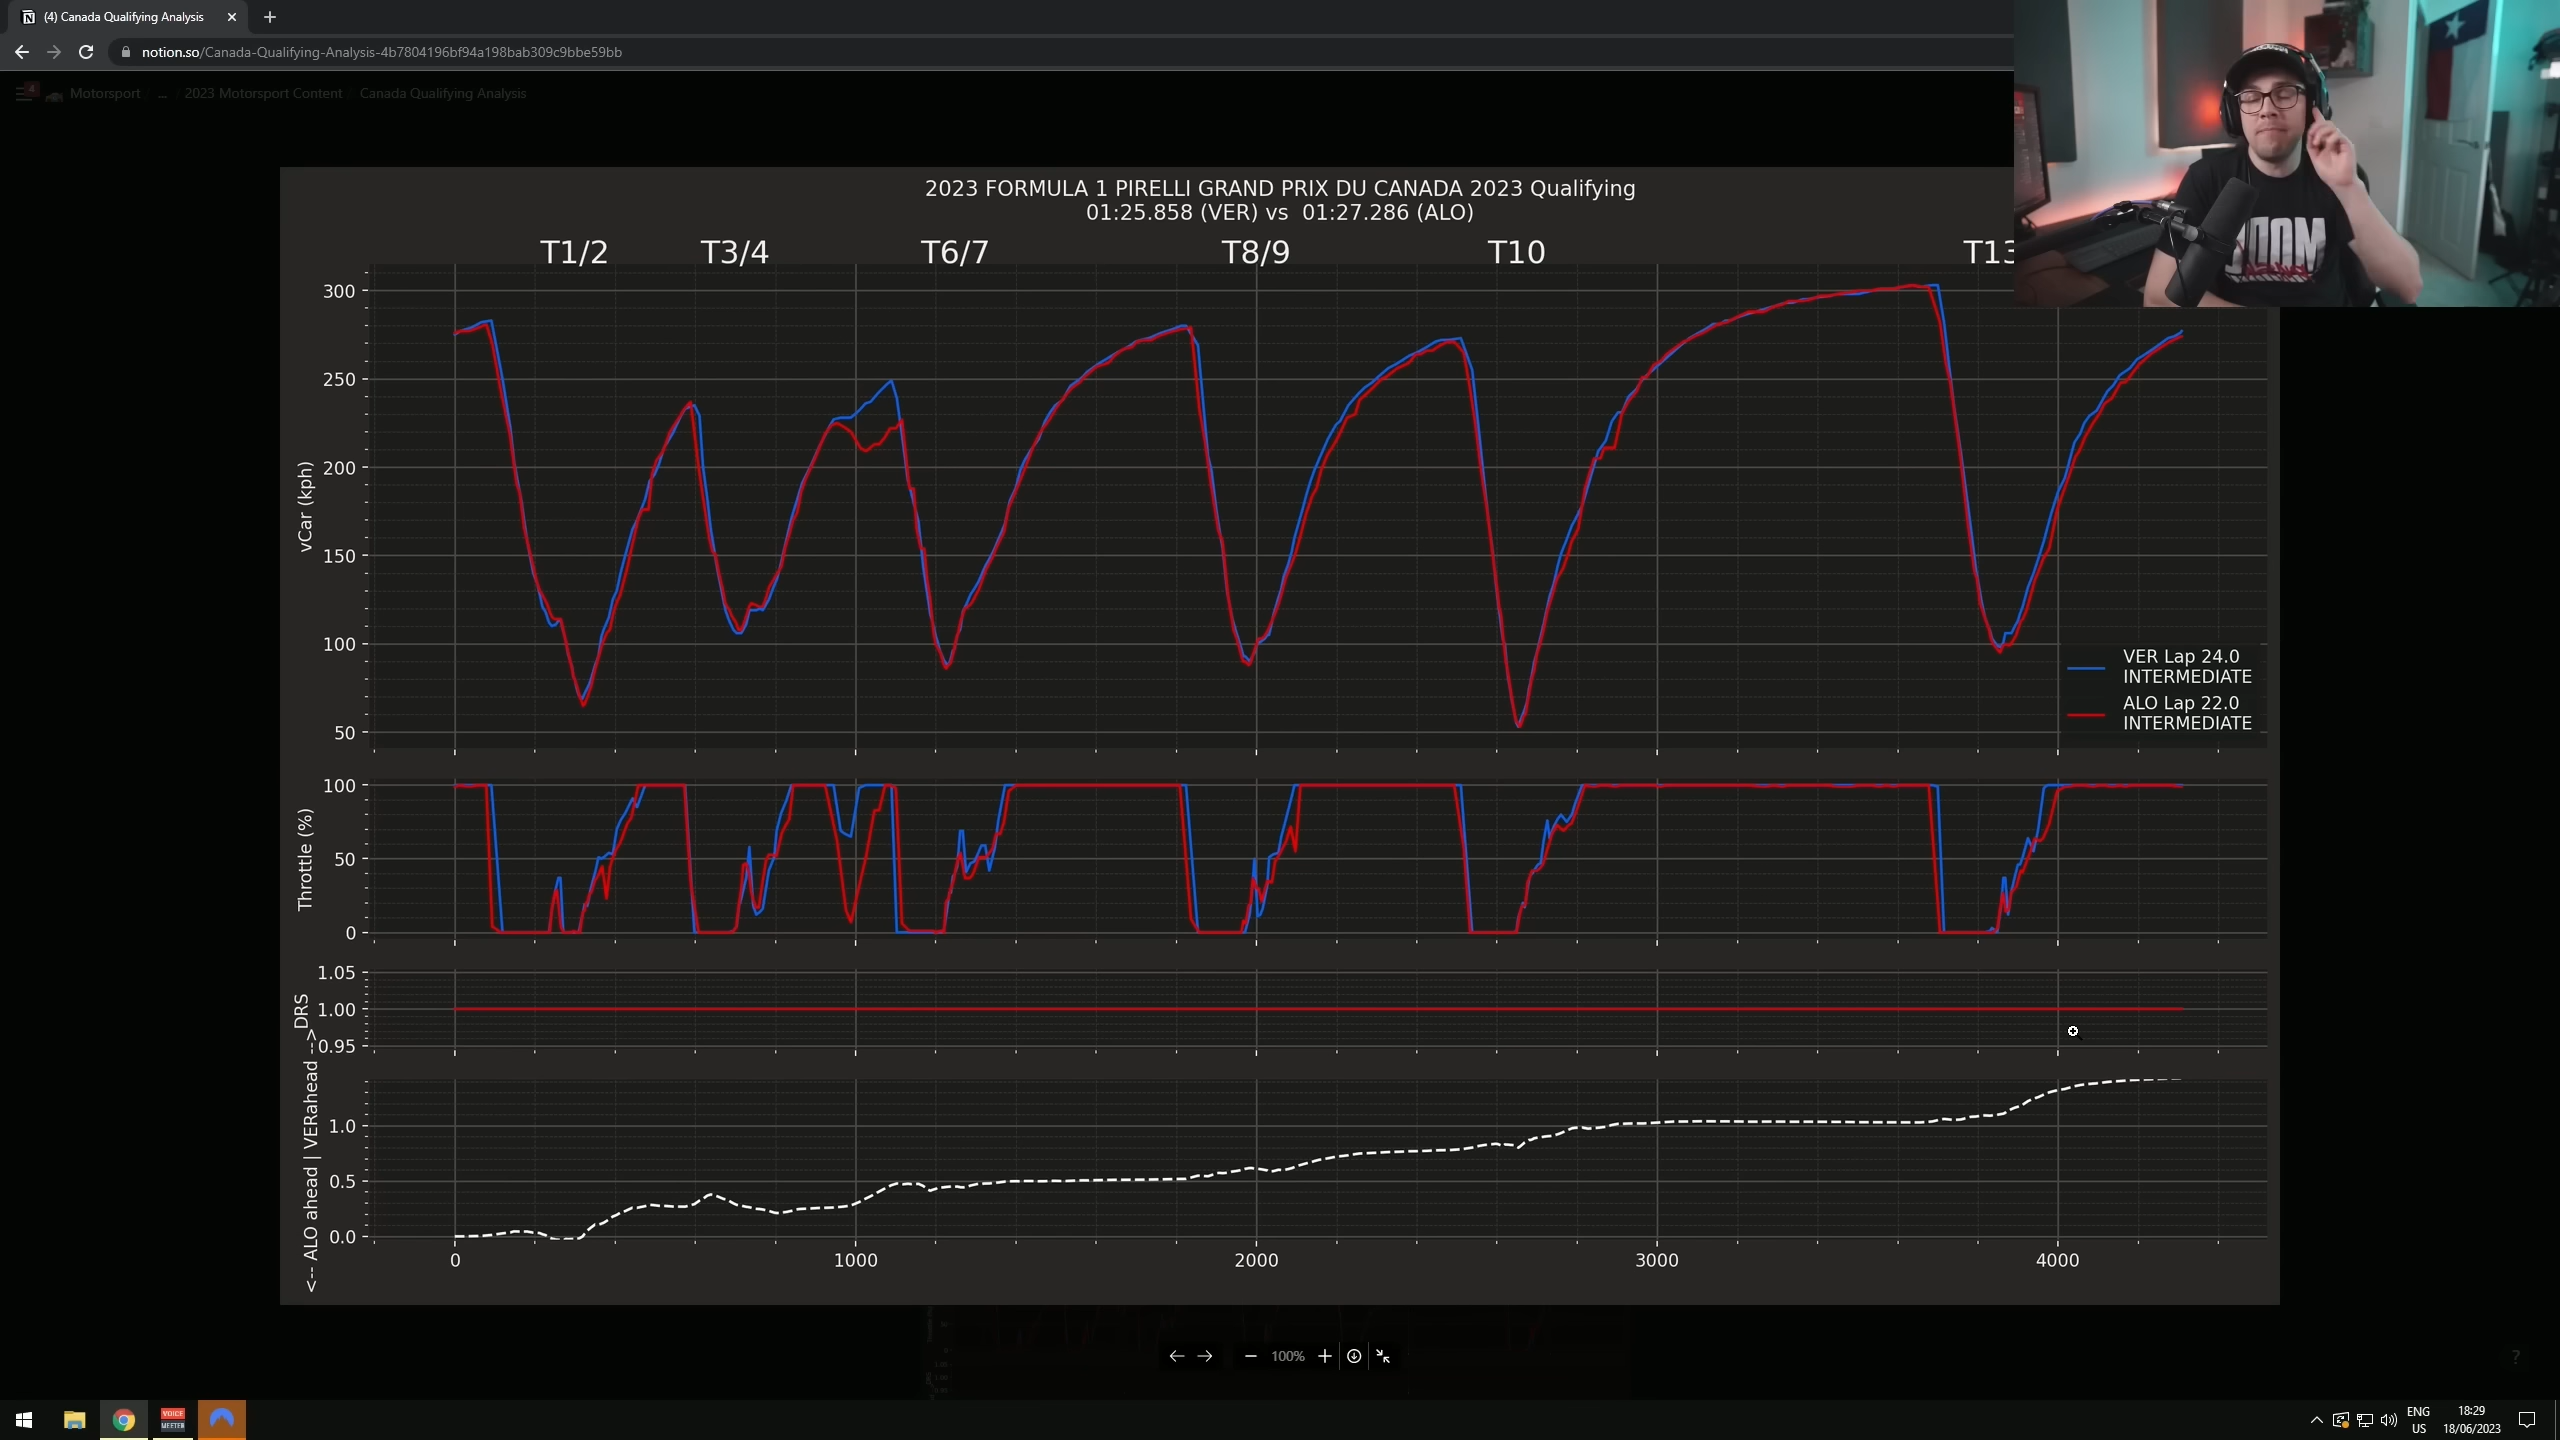 (4) Canada Qualifying Analysis
notion.so/Canada-Qualifying-Analysis-4b7804196bf94a198bab309c9bbe59bb
4
Motorsport / ... / 2023 Motorsport Content / Canada Qualifying Analysis
2023 FORMULA 1 PIRELLI GRAND PRIX DU CANADA 2023 Qualifying
01:25.858 (VER) vs 01:27.286 (ALO)
T1/2 T3/4 T6/7 T8/9 T10 T13
vCar (kph)
300
250
200
150
100
50
VER Lap 24.0
INTERMEDIATE
ALO Lap 22.0
INTERMEDIATE
Throttle (%)
100
50
0
DRS
1.05
1.00
0.95
<-- ALO ahead | VERahead -->
1.0
0.5
0.0
0 1000 2000 3000 4000
100%
?
VOICE
MEETER
ENG
US
18:29
18/06/2023